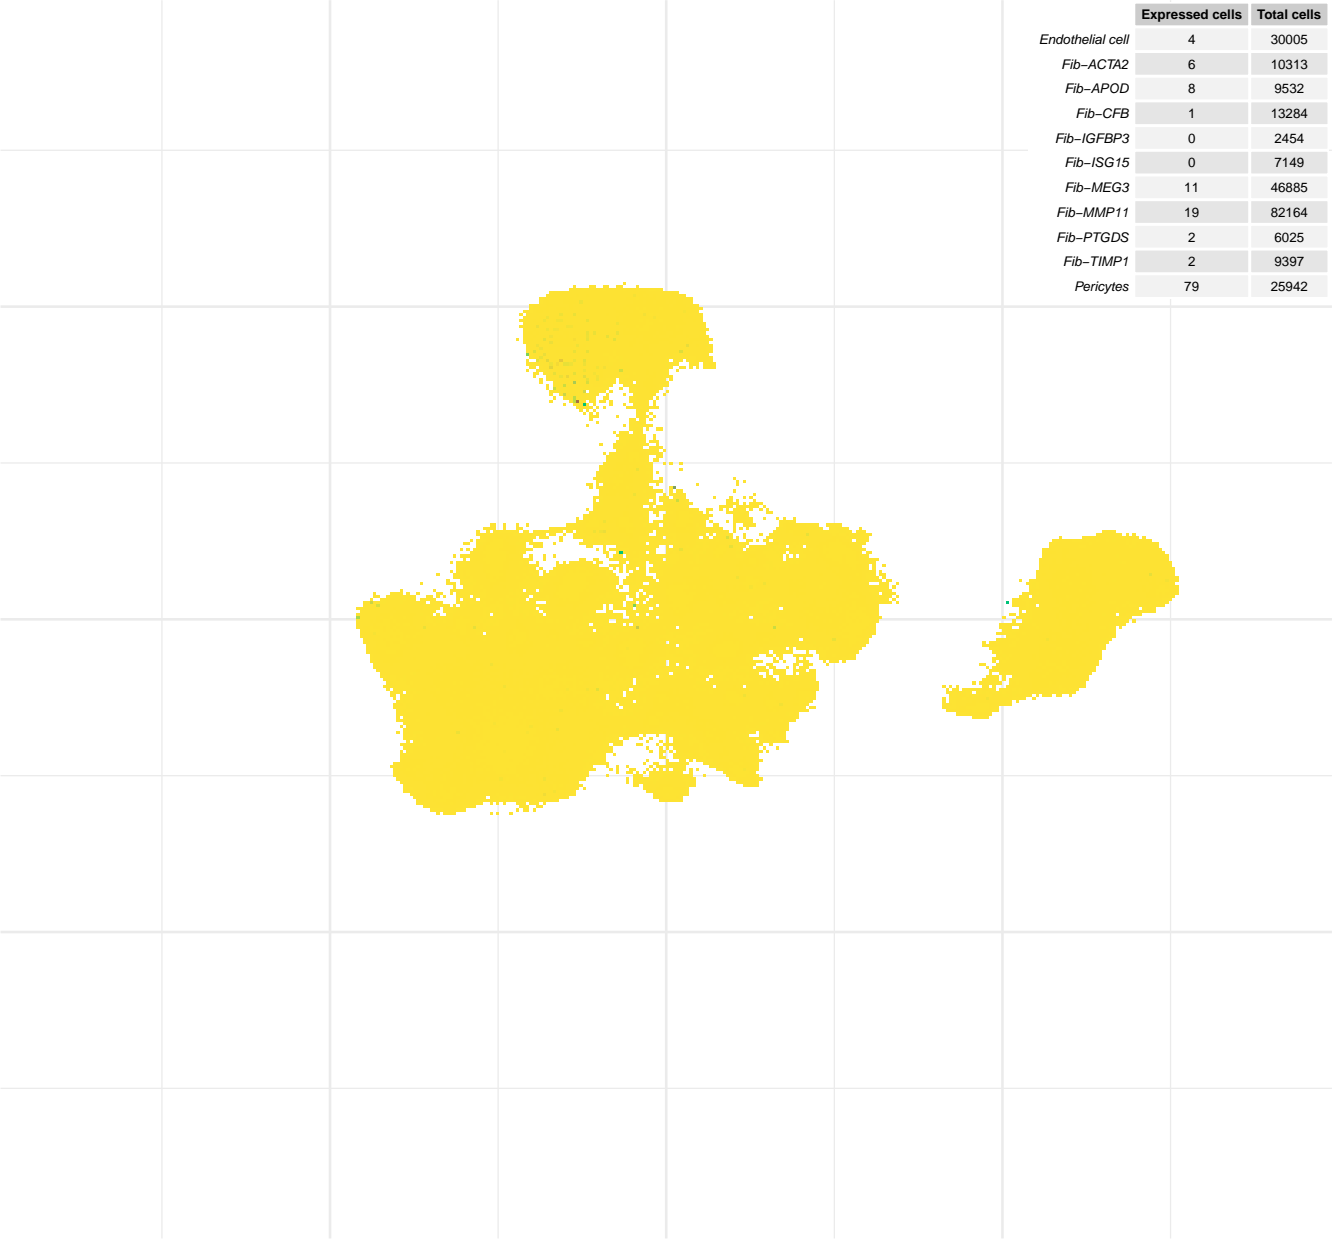 Expressed cells Total cells
Endothelial cell 4 30005
Fib−ACTA2 6 10313
Fib−APOD 8 9532
Fib−CFB 1 13284
Fib−IGFBP3 0 2454
Fib−ISG15 0 7149
Fib−MEG3 11 46885
Fib−MMP11 19 82164
Fib−PTGDS 2 6025
Fib−TIMP1 2 9397
Pericytes 79 25942